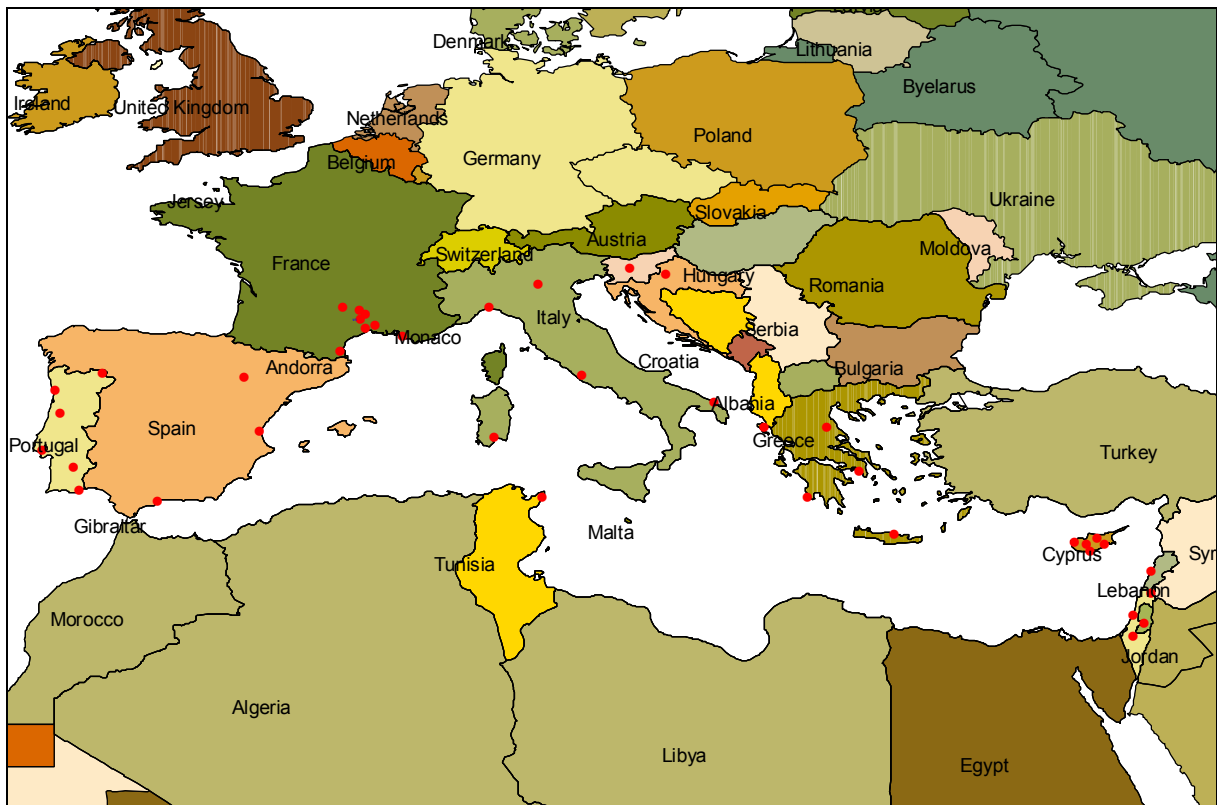 Denmark
Lithuania
Byelarus
Ireland
United Kingdom
Netherlands
Poland
Belgium
Germany
Ukraine
Jersey
Slovakia
Austria
Moldova
Switzerland
France
Hungary
Romania
Italy
Serbia
Monaco
Croatia
Andorra
Bulgaria
Albania
Spain
Greece
Portugal
Turkey
Gibraltar
Malta
Cyprus
Syr
Tunisia
Lebanon
Morocco
Jordan
Algeria
Libya
Egypt